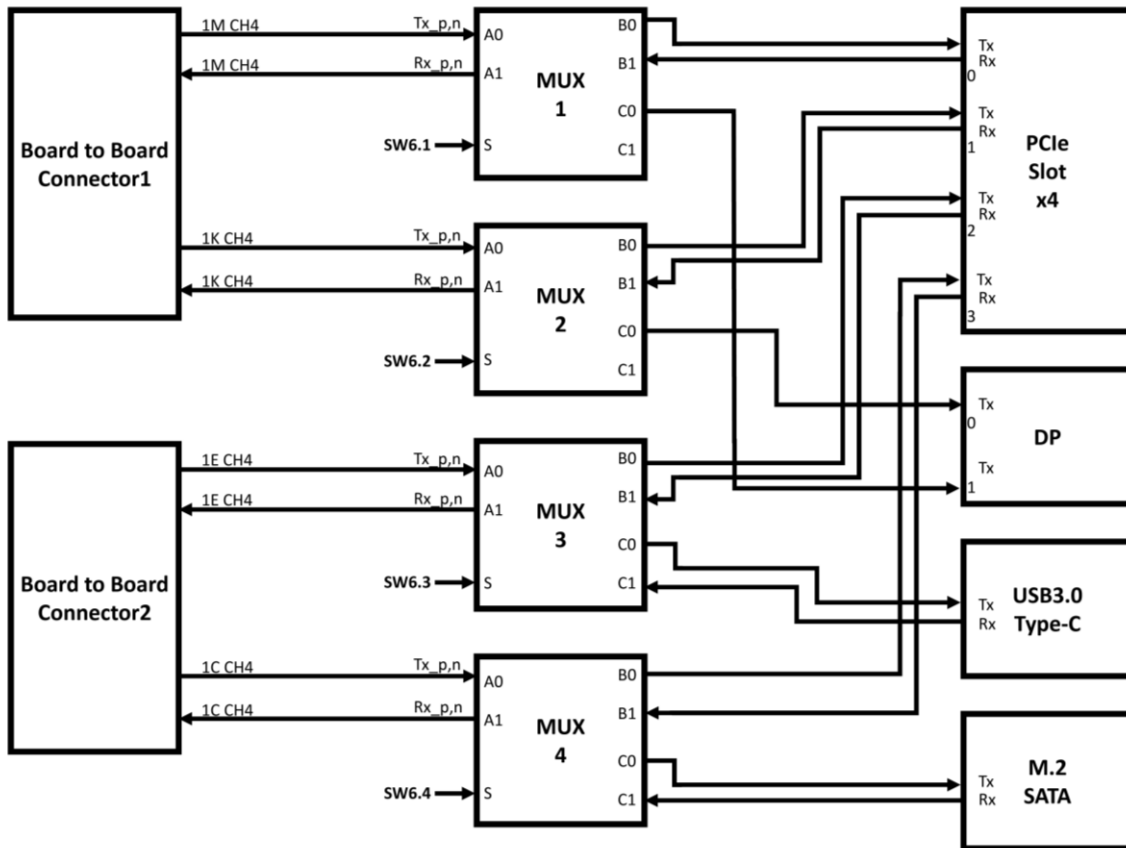 Board to Board
Connector1
1M CH4
Tx_p,n
1M CH4
Rx_p,n
1K CH4
Tx_p,n
1K CH4
Rx_p,n
SW6.1
A0
A1
S
MUX
1
B0
B1
C0
C1
SW6.2
A0
A1
S
MUX
2
B0
B1
C0
C1
Board to Board
Connector2
1E CH4
Tx_p,n
1E CH4
Rx_p,n
1C CH4
Tx_p,n
1C CH4
Rx_p,n
SW6.3
A0
A1
S
MUX
3
B0
B1
C0
C1
SW6.4
A0
A1
S
MUX
4
B0
B1
C0
C1
Tx
Rx
0
Tx
Rx
1
Tx
Rx
2
Tx
Rx
3
PCIe
Slot
x4
Tx
0
Tx
1
DP
Tx
Rx
USB3.0
Type-C
Tx
Rx
M.2
SATA